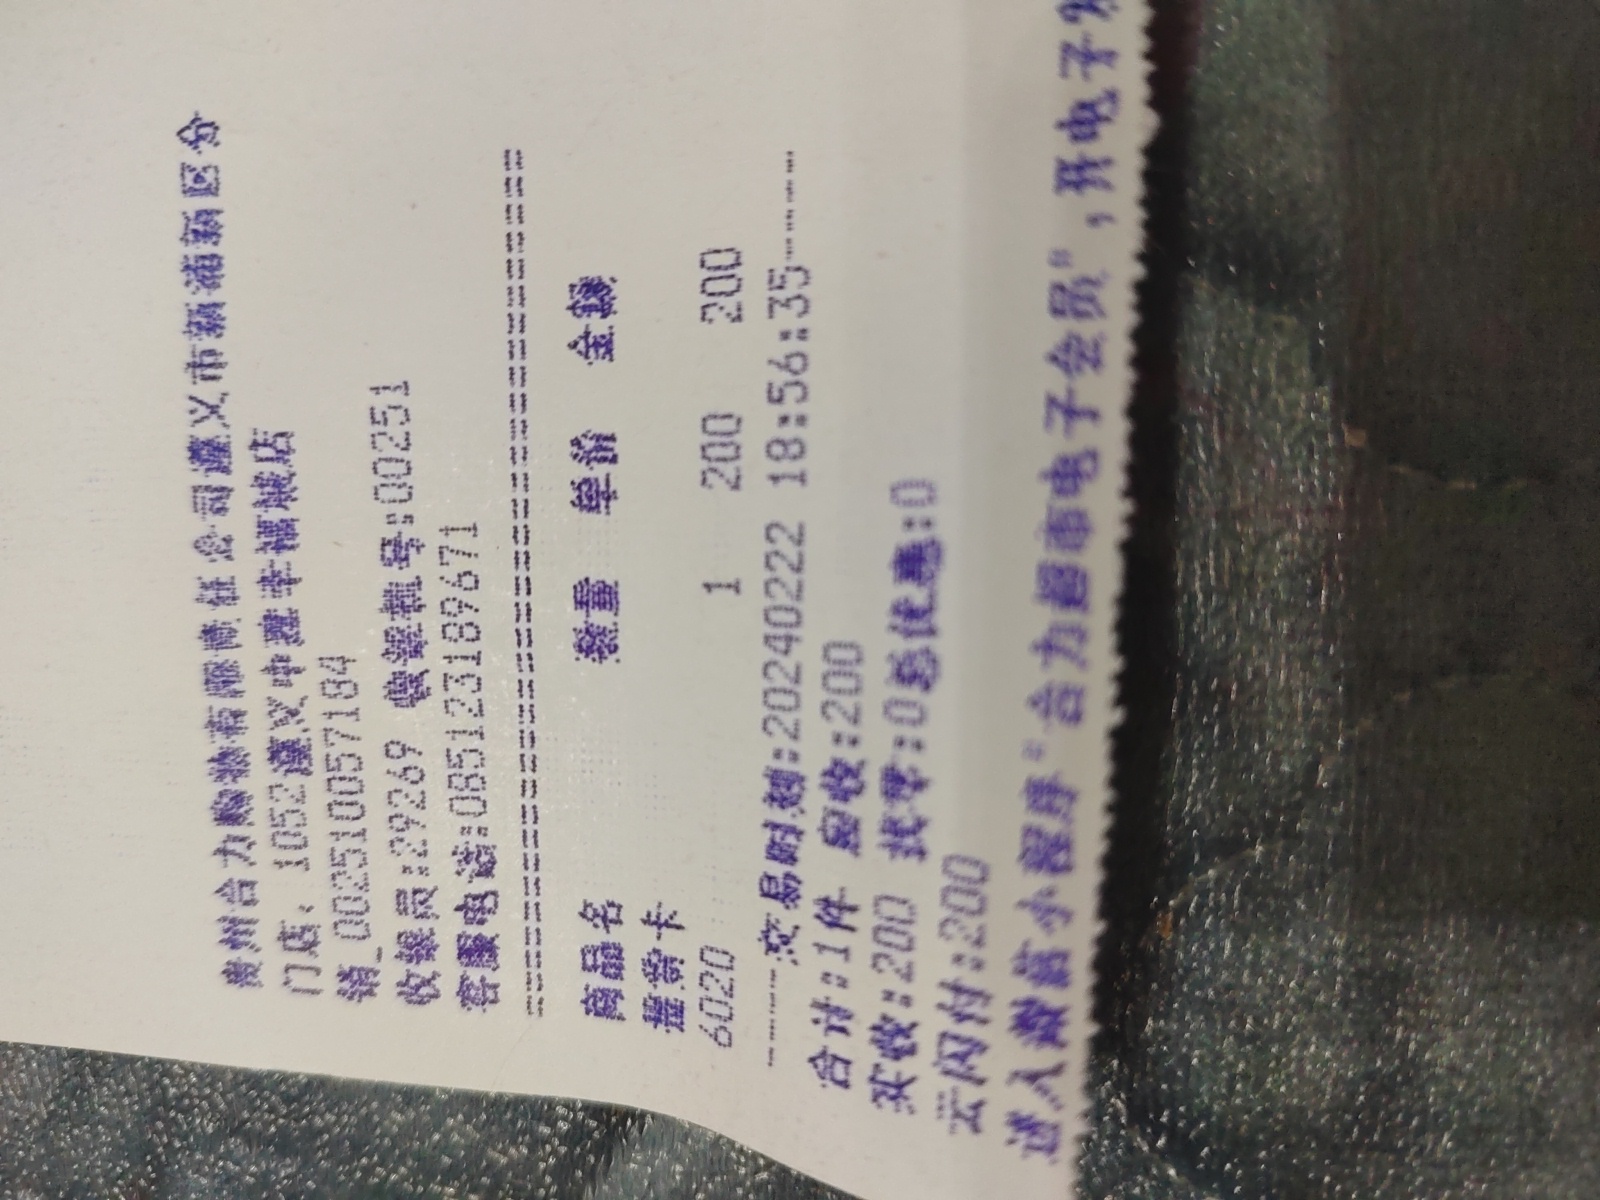 贵州合力购物有限责任公司遵义市新浦新区分
门店: 1052遵义中建幸福城店
销_002510057184
收银员:29269 收银机号:00251
客服电话:085123189671
================================
商品名 数量 单价 金额
提货卡
6020 1 200 200
------交易时刻:20240222 18:56:35------
合计:1件 应收:200
实收:200 找零:0总优惠:0
云闪付:200
进入微信小程序"合力超市电子会员",开电子发